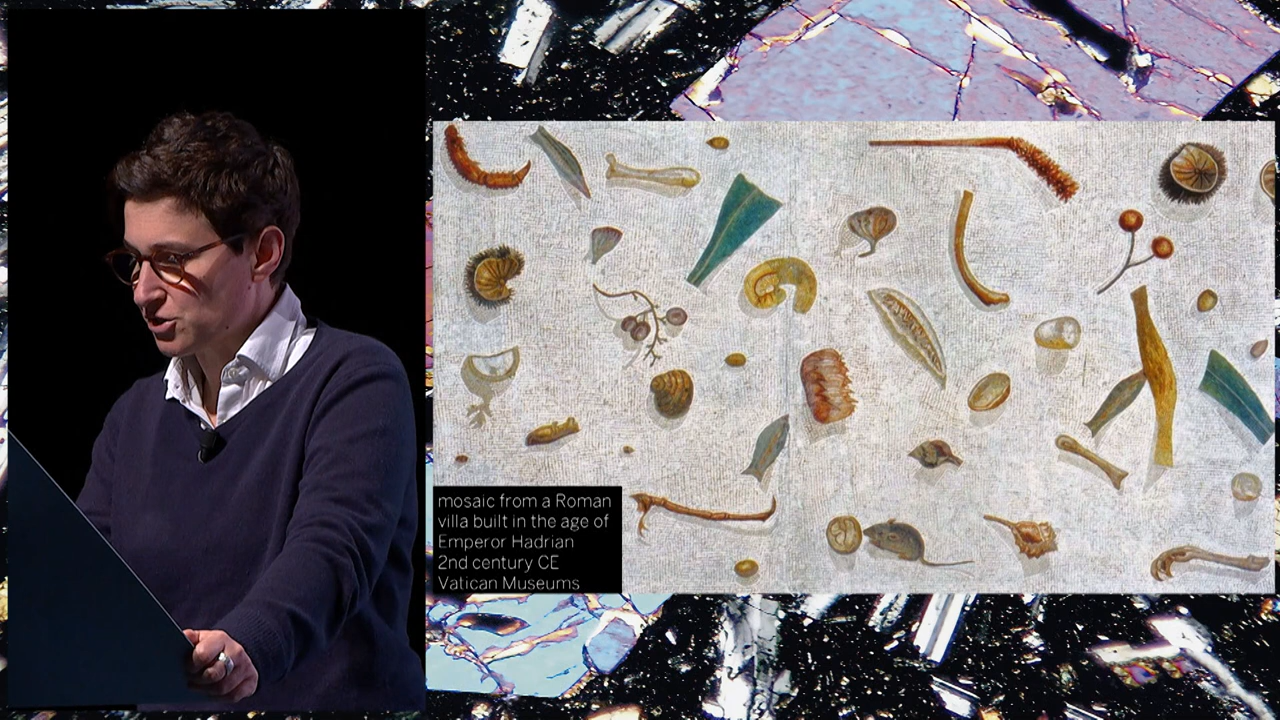 mosaic from a Roman
villa built in the age of
Emperor Hadrian
2nd century CE
Vatican Museums